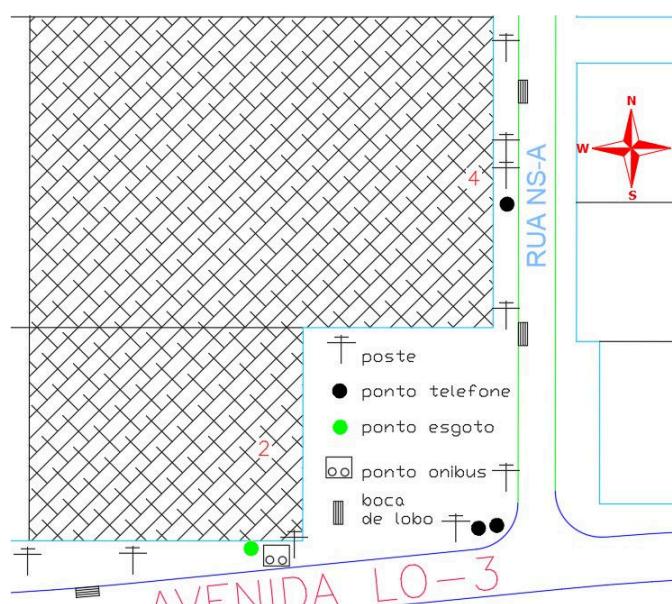 N
W
S
4
RUA NS-A
poste
ponto telefone
ponto esgoto
2
ponto onibus
boca
de lobo
AVENIDA LO-3